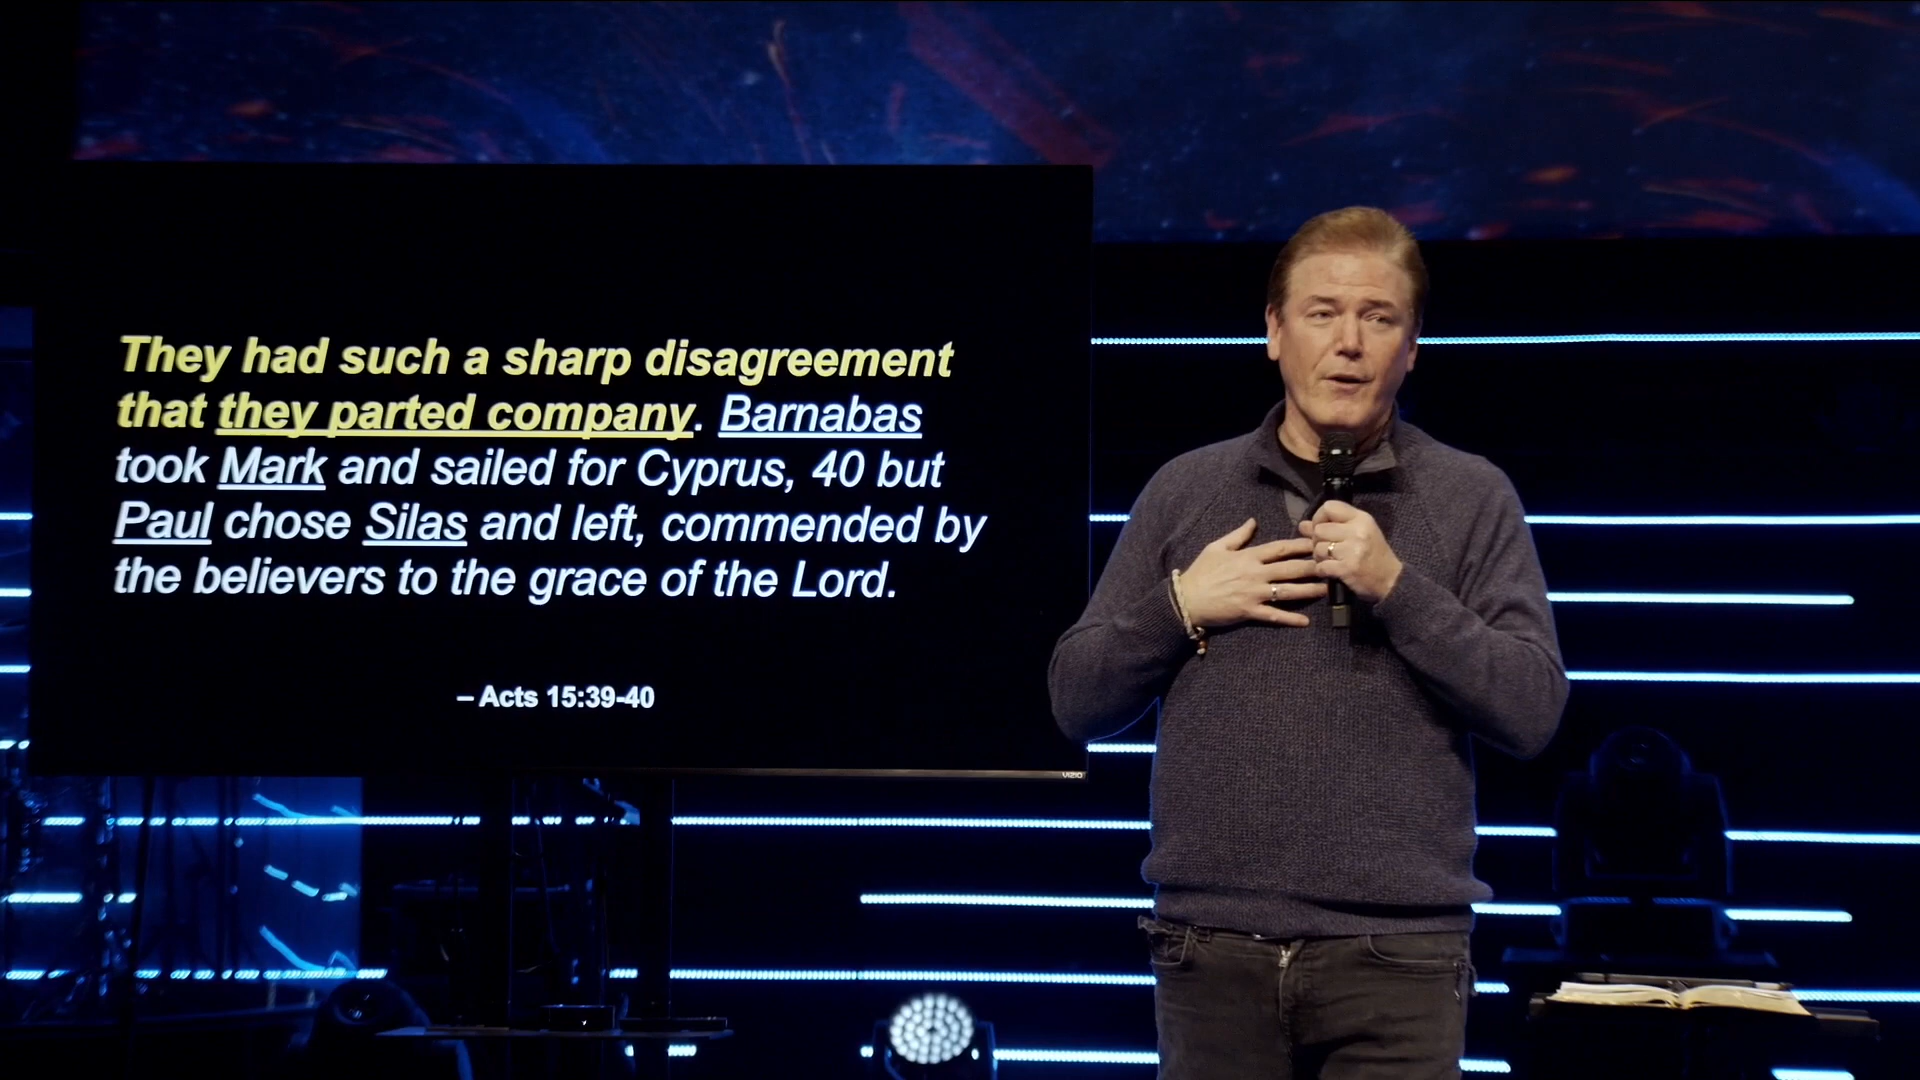 They had such a sharp disagreement
that they parted company. Barnabas
took Mark and sailed for Cyprus, 40 but
Paul chose Silas and left, commended by
the believers to the grace of the Lord.
– Acts 15:39-40
VIZIO